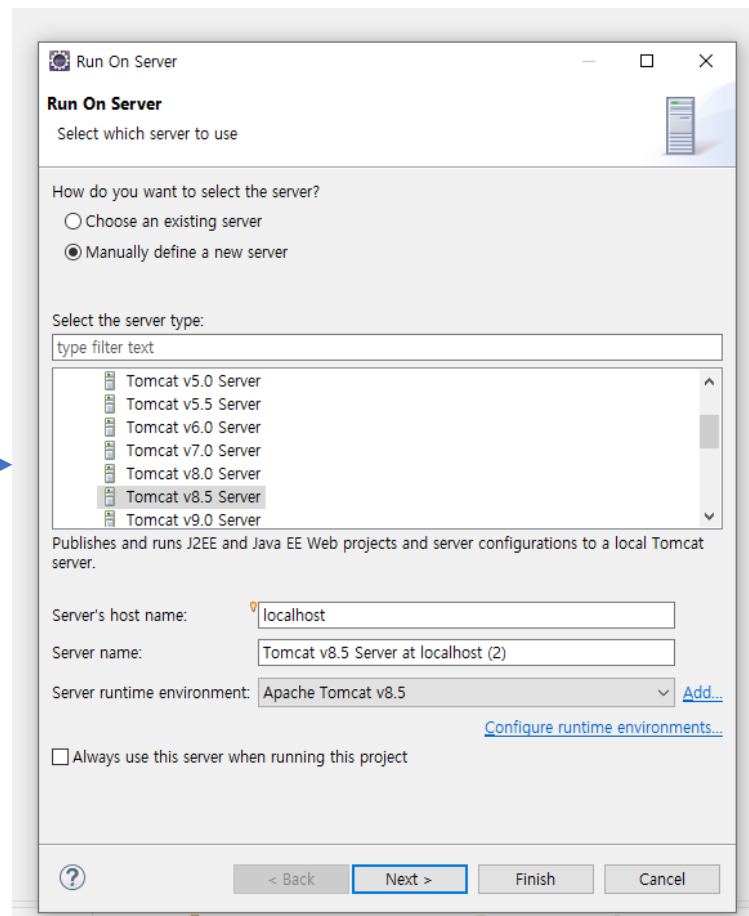 Run On Server
Run On Server
Select which server to use
How do you want to select the server?
Choose an existing server
Manually define a new server
Select the server type:
type filter text
Tomcat v5.0 Server
Tomcat v5.5 Server
Tomcat v6.0 Server
Tomcat v7.0 Server
Tomcat v8.0 Server
Tomcat v8.5 Server
Tomcat v9.0 Server
Publishes and runs J2EE and Java EE Web projects and server configurations to a local Tomcat
server.
Server's host name: localhost
Server name: Tomcat v8.5 Server at localhost (2)
Server runtime environment: Apache Tomcat v8.5 Add...
Configure runtime environments...
Always use this server when running this project
? < Back Next > Finish Cancel